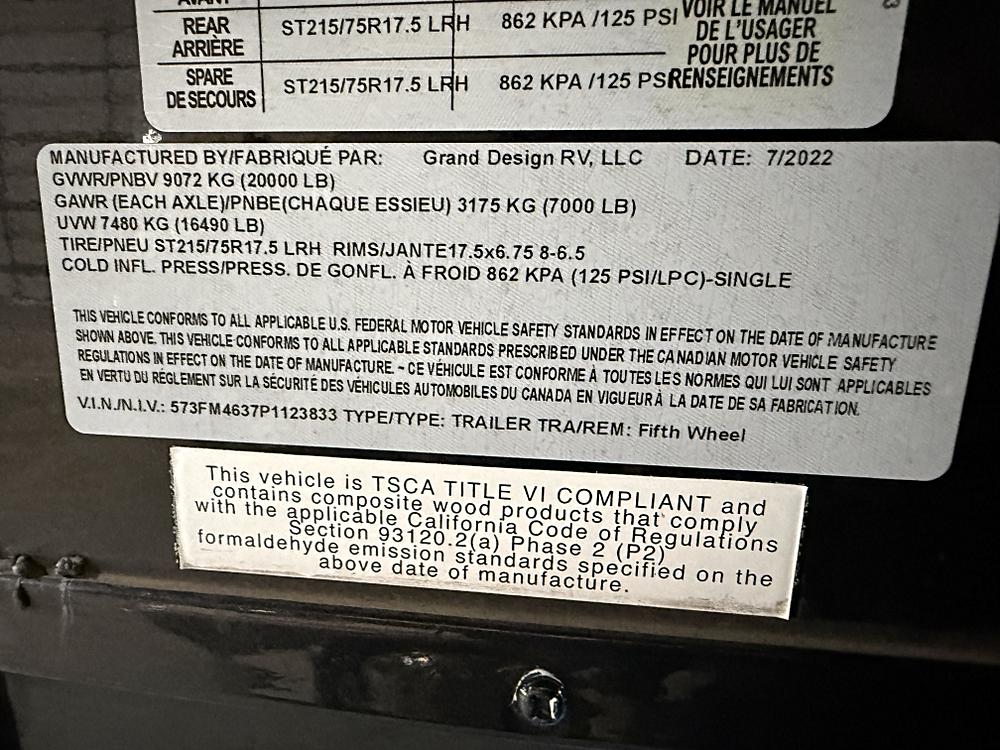 REAR ST215/75R17.5 LRH 862 KPA /125 PSI VOIR LE MANUEL
ARRIÈRE DE L'USAGER
POUR PLUS DE
SPARE ST215/75R17.5 LRH 862 KPA /125 PSI RENSEIGNEMENTS
DE SECOURS
MANUFACTURED BY/FABRIQUÉ PAR: Grand Design RV, LLC DATE: 7/2022
GVWR/PNBV 9072 KG (20000 LB)
GAWR (EACH AXLE)/PNBE(CHAQUE ESSIEU) 3175 KG (7000 LB)
UVW 7480 KG (16490 LB)
TIRE/PNEU ST215/75R17.5 LRH RIMS/JANTE17.5x6.75 8-6.5
COLD INFL. PRESS/PRESS. DE GONFL. À FROID 862 KPA (125 PSI/LPC)-SINGLE
THIS VEHICLE CONFORMS TO ALL APPLICABLE U.S. FEDERAL MOTOR VEHICLE SAFETY STANDARDS IN EFFECT ON THE DATE OF MANUFACTURE
SHOWN ABOVE. THIS VEHICLE CONFORMS TO ALL APPLICABLE STANDARDS PRESCRIBED UNDER THE CANADIAN MOTOR VEHICLE SAFETY
REGULATIONS IN EFFECT ON THE DATE OF MANUFACTURE. - CE VÉHICULE EST CONFORME À TOUTES LES NORMES QUI LUI SONT APPLICABLES
EN VERTU DU RÉGLEMENT SUR LA SÉCURITÉ DES VÉHICULES AUTOMOBILES DU CANADA EN VIGUEUR À LA DATE DE SA FABRICATION.
V.I.N./N.I.V.: 573FM4637P1123833 TYPE/TYPE: TRAILER TRA/REM: Fifth Wheel
This vehicle is TSCA TITLE VI COMPLIANT and
contains composite wood products that comply
with the applicable California Code of Regulations
Section 93120.2(a) Phase 2 (P2)
formaldehyde emission standards specified on the
above date of manufacture.